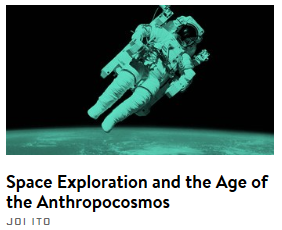 Space Exploration and the Age of
the Anthropocosmos
JOI ITO